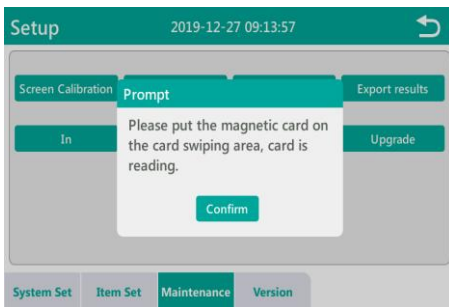 Setup
2019-12-27 09:13:57
Screen Calibration
Export results
Prompt
Please put the magnetic card on
the card swiping area, card is
reading.
In
Upgrade
Confirm
System Set
Item Set
Maintenance
Version